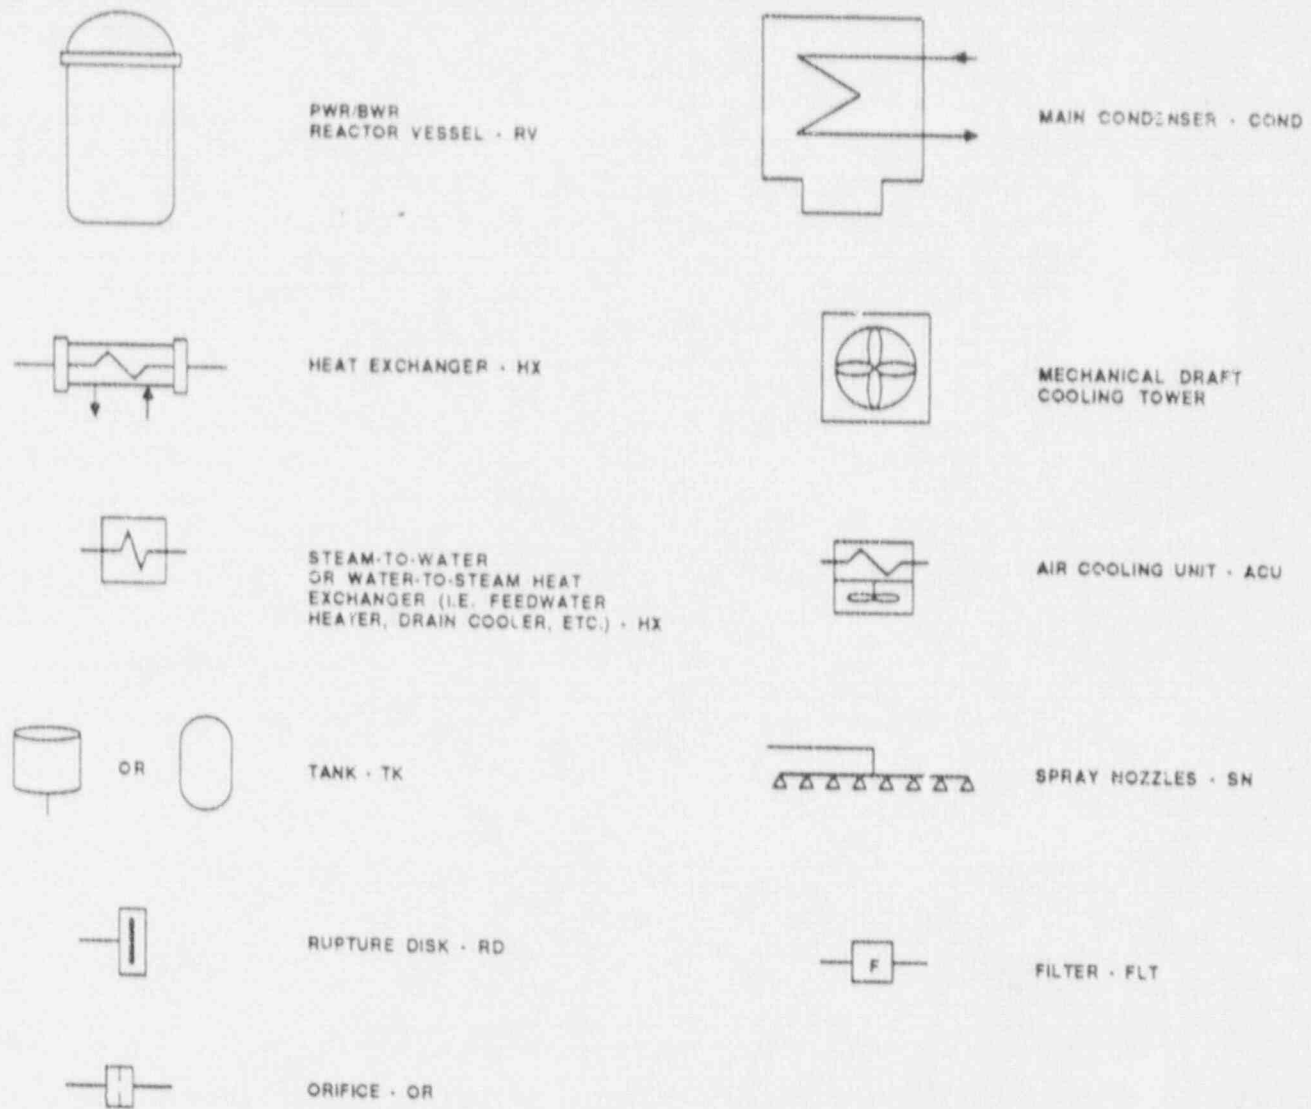 PWR/BWR
REACTOR VESSEL - RV
MAIN CONDENSER - COND
HEAT EXCHANGER - HX
MECHANICAL DRAFT
COOLING TOWER
STEAM-TO-WATER
OR WATER-TO-STEAM HEAT
EXCHANGER (I.E. FEEDWATER
HEATER, DRAIN COOLER, ETC.) - HX
AIR COOLING UNIT - ACU
OR
TANK - TK
SPRAY NOZZLES - SN
RUPTURE DISK - RD
F
FILTER - FLT
ORIFICE - OR